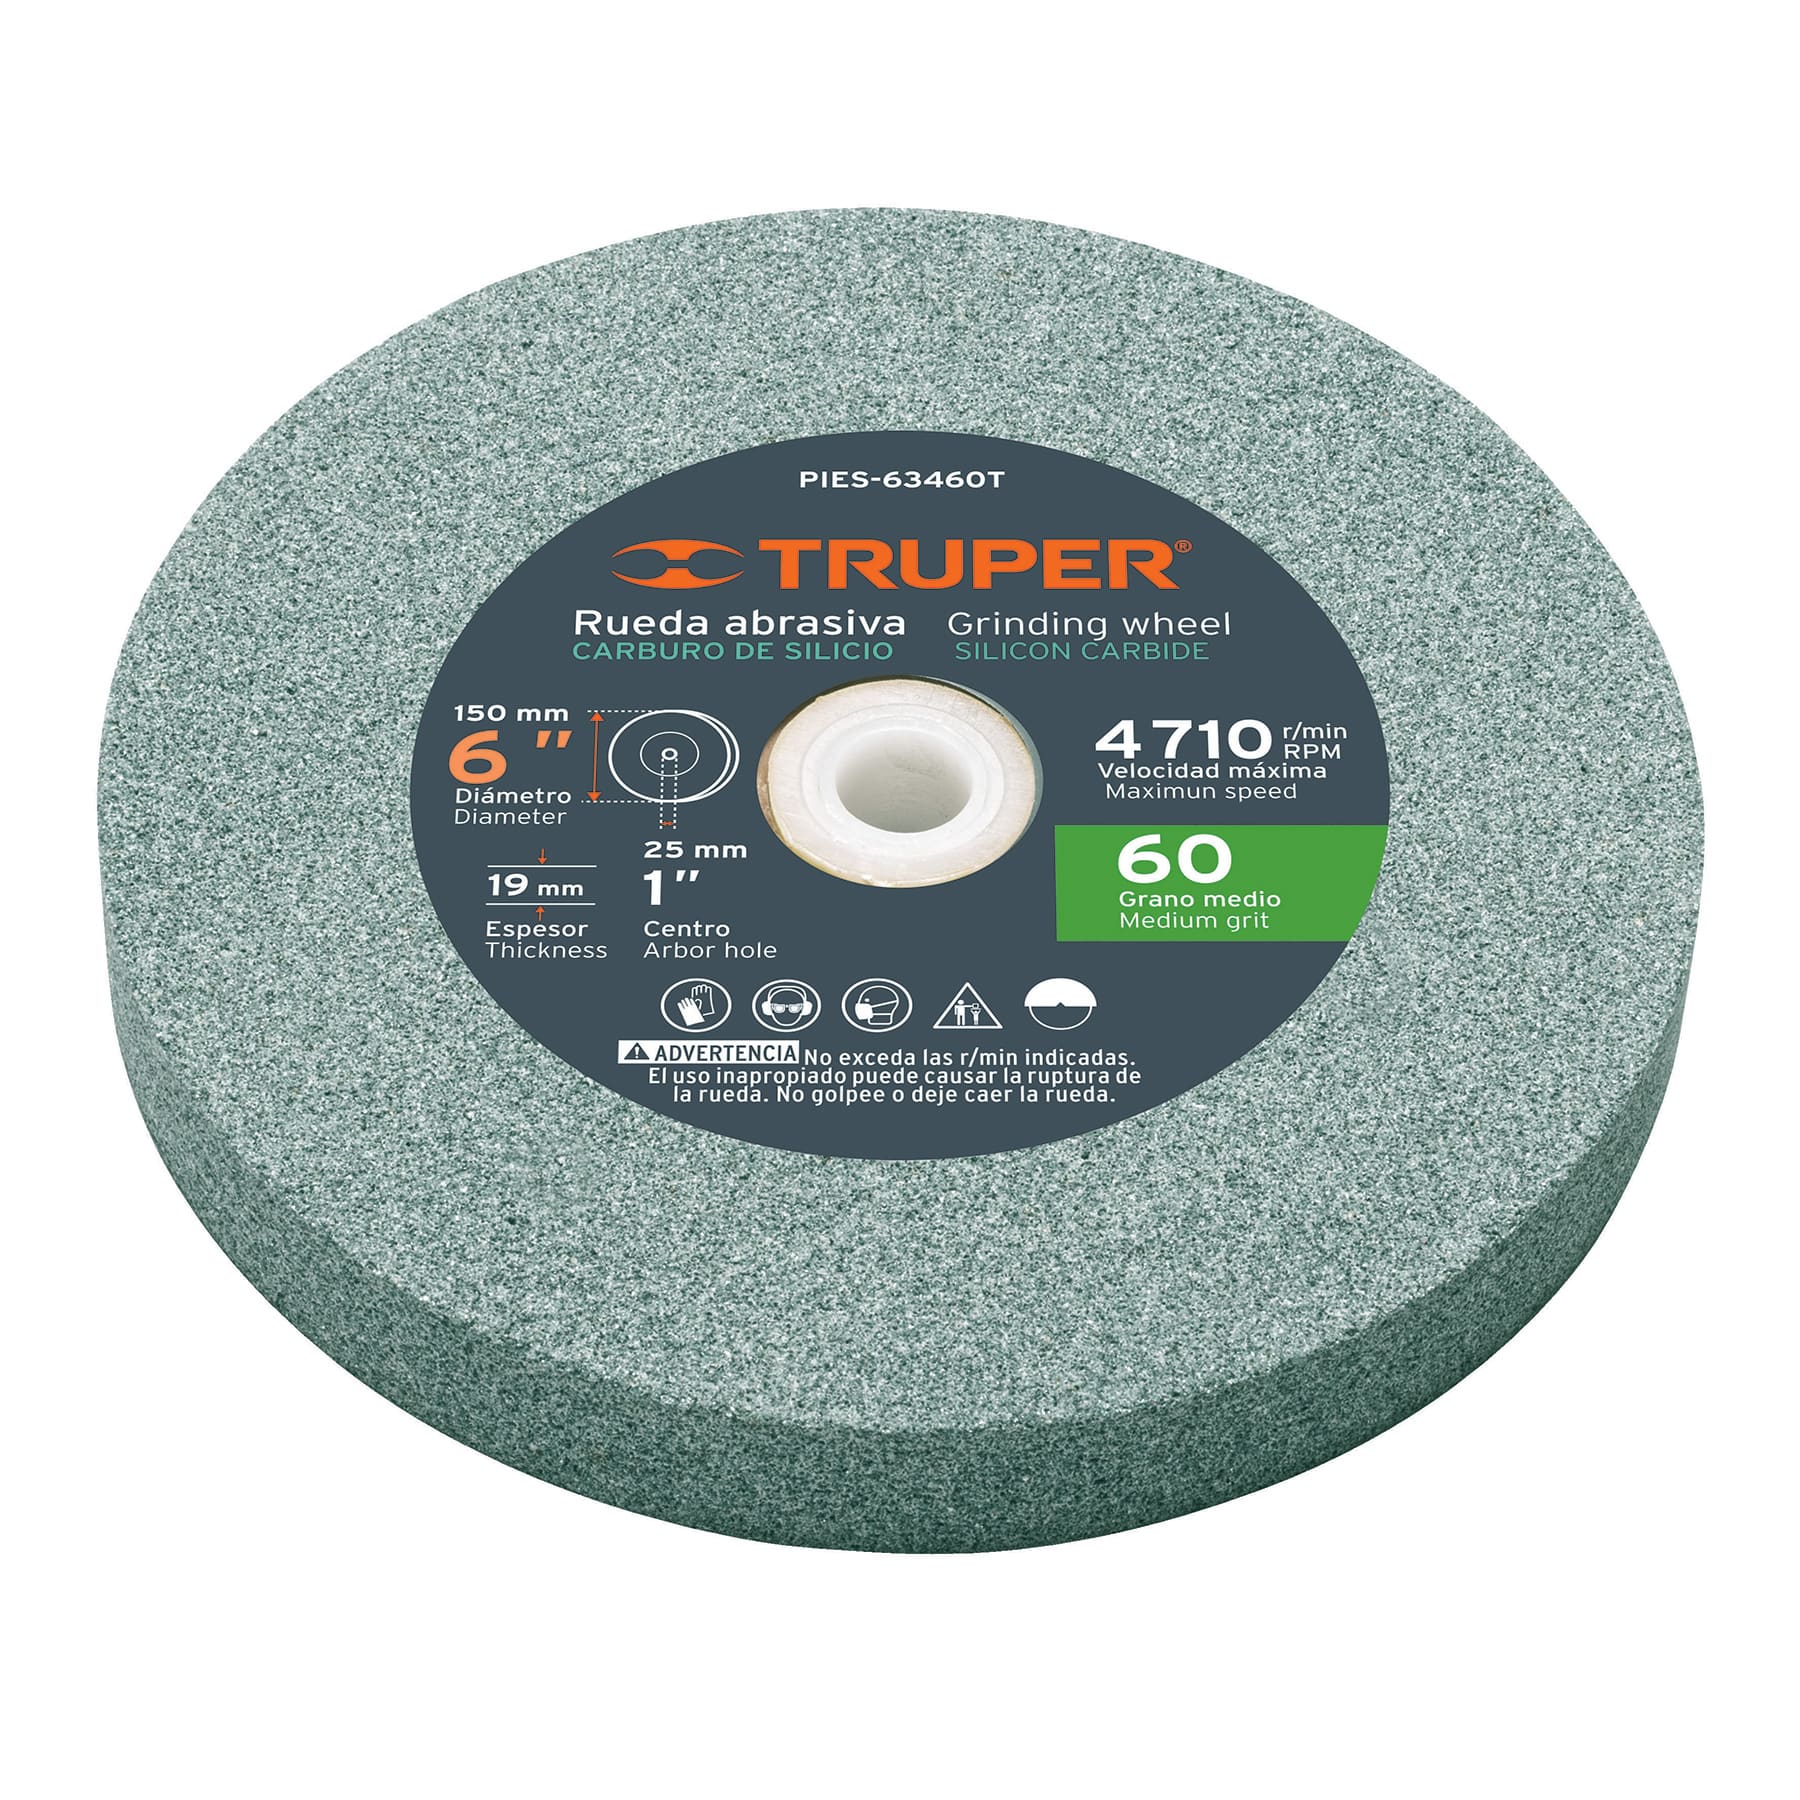 PIES-63460T
TRUPER®
Rueda abrasiva Grinding wheel
CARBURO DE SILICIO SILICON CARBIDE
150 mm
6"
Diámetro
Diameter
19 mm
Espesor
Thickness
25 mm
1"
Centro
Arbor hole
4 710 r/min
RPM
Velocidad máxima
Maximun speed
60
Grano medio
Medium grit
ADVERTENCIA No exceda las r/min indicadas.
El uso inapropiado puede causar la ruptura de
la rueda. No golpee o deje caer la rueda.